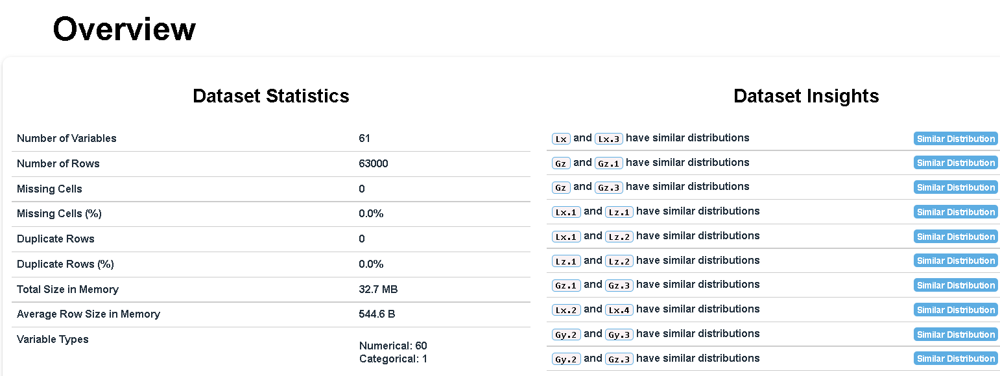 Overview
Dataset Statistics
Number of Variables 61
Number of Rows 63000
Missing Cells 0
Missing Cells (%) 0.0%
Duplicate Rows 0
Duplicate Rows (%) 0.0%
Total Size in Memory 32.7 MB
Average Row Size in Memory 544.6 B
Variable Types Numerical: 60
Categorical: 1
Dataset Insights
Lx and Lx.3 have similar distributions Similar Distribution
Gz and Gz.1 have similar distributions Similar Distribution
Gz and Gz.3 have similar distributions Similar Distribution
Lx.1 and Lz.1 have similar distributions Similar Distribution
Lx.1 and Lz.2 have similar distributions Similar Distribution
Lz.1 and Lz.2 have similar distributions Similar Distribution
Gz.1 and Gz.3 have similar distributions Similar Distribution
Lx.2 and Lx.4 have similar distributions Similar Distribution
Gy.2 and Gy.3 have similar distributions Similar Distribution
Gy.2 and Gz.3 have similar distributions Similar Distribution